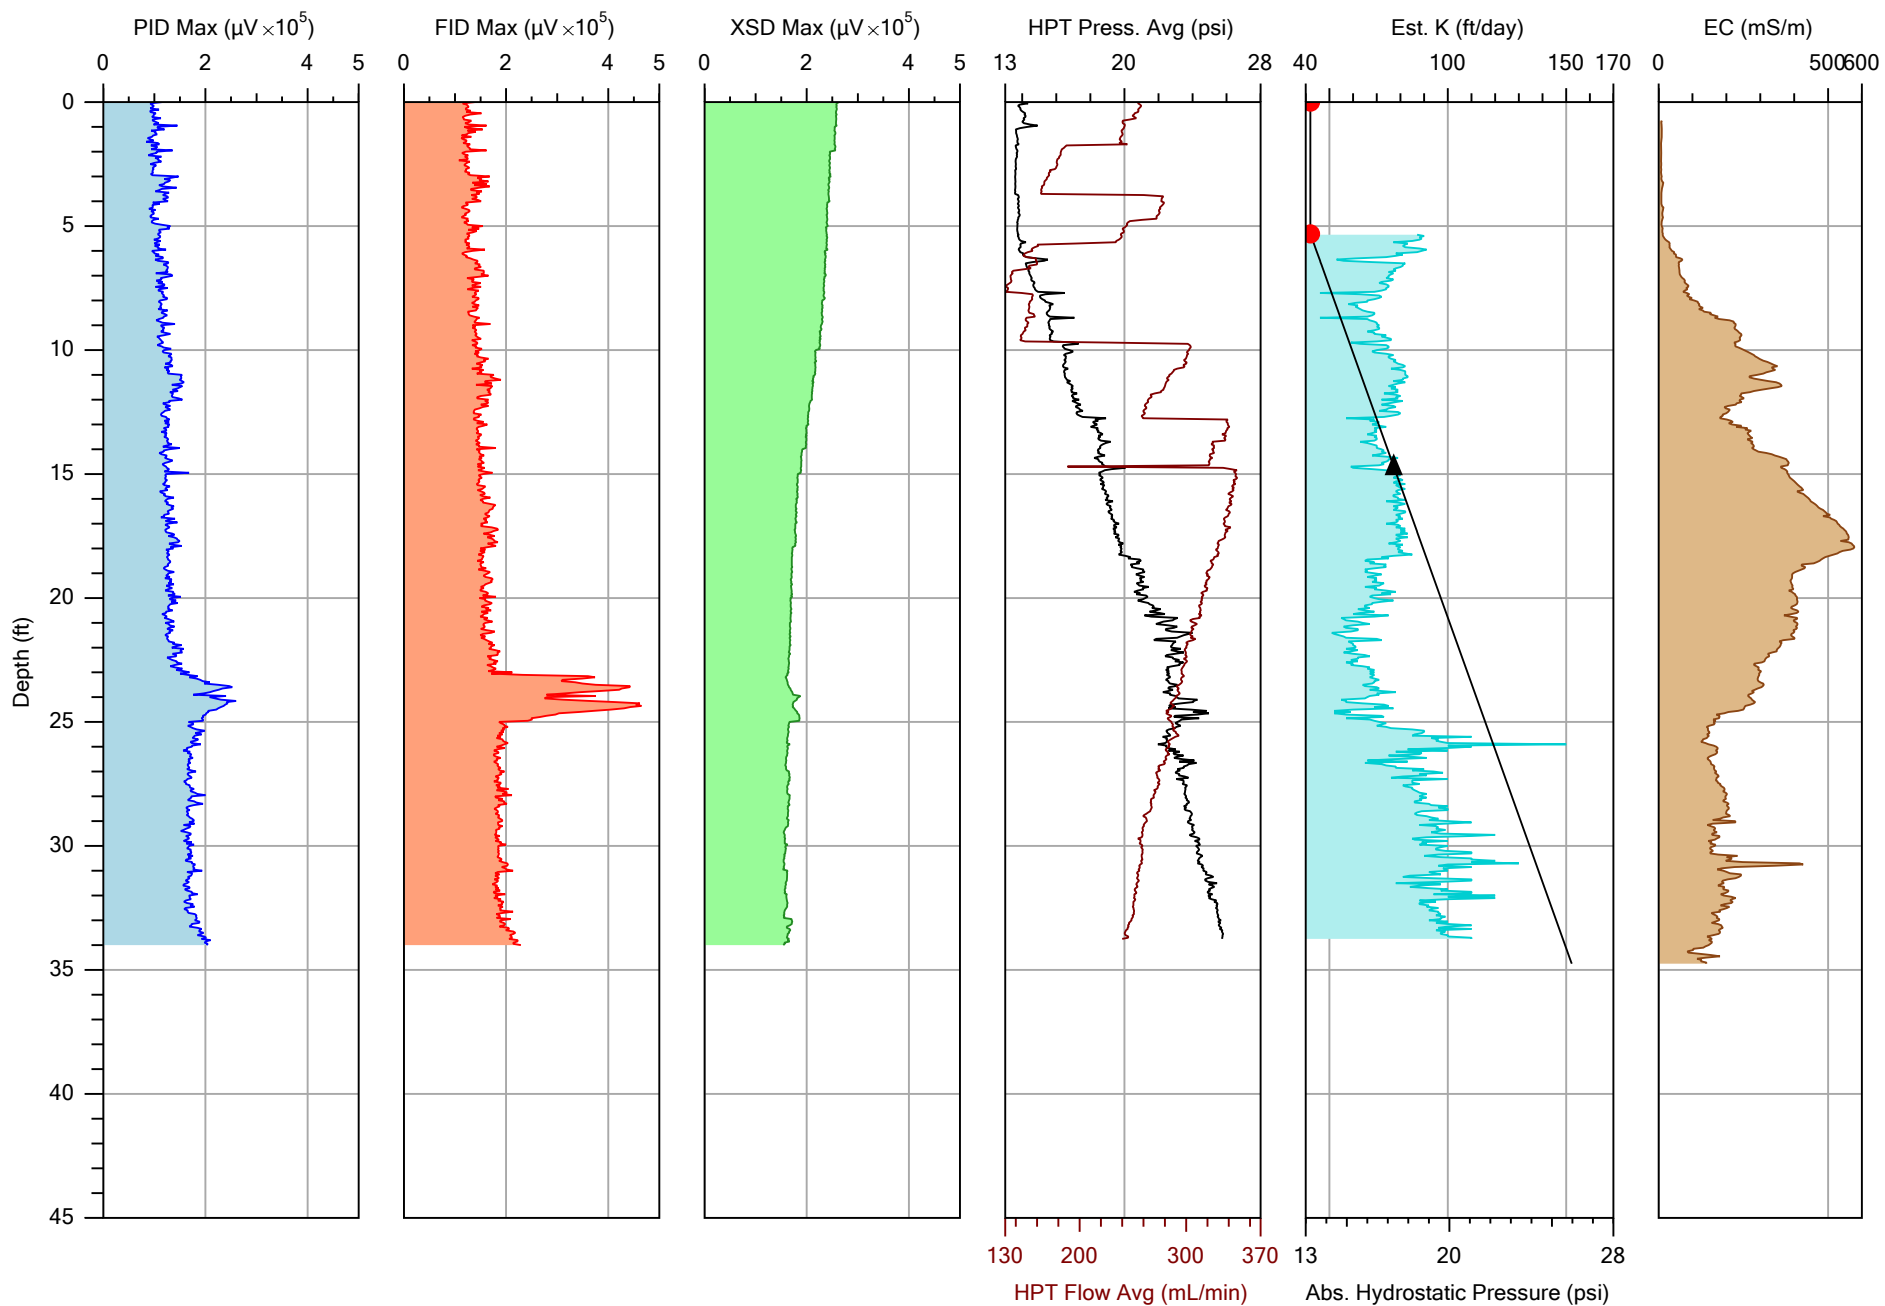 PID Max (µV ×10⁵) FID Max (µV ×10⁵) XSD Max (µV ×10⁵) HPT Press. Avg (psi) Est. K (ft/day) EC (mS/m)
0 2 4 5 0 2 4 5 0 2 4 5 13 20 28 40 100 150 170 0 500 600
0
5
10
15
20
25
30
35
40
45
Depth (ft)
130 200 300 370 13 20 28
HPT Flow Avg (mL/min) Abs. Hydrostatic Pressure (psi)